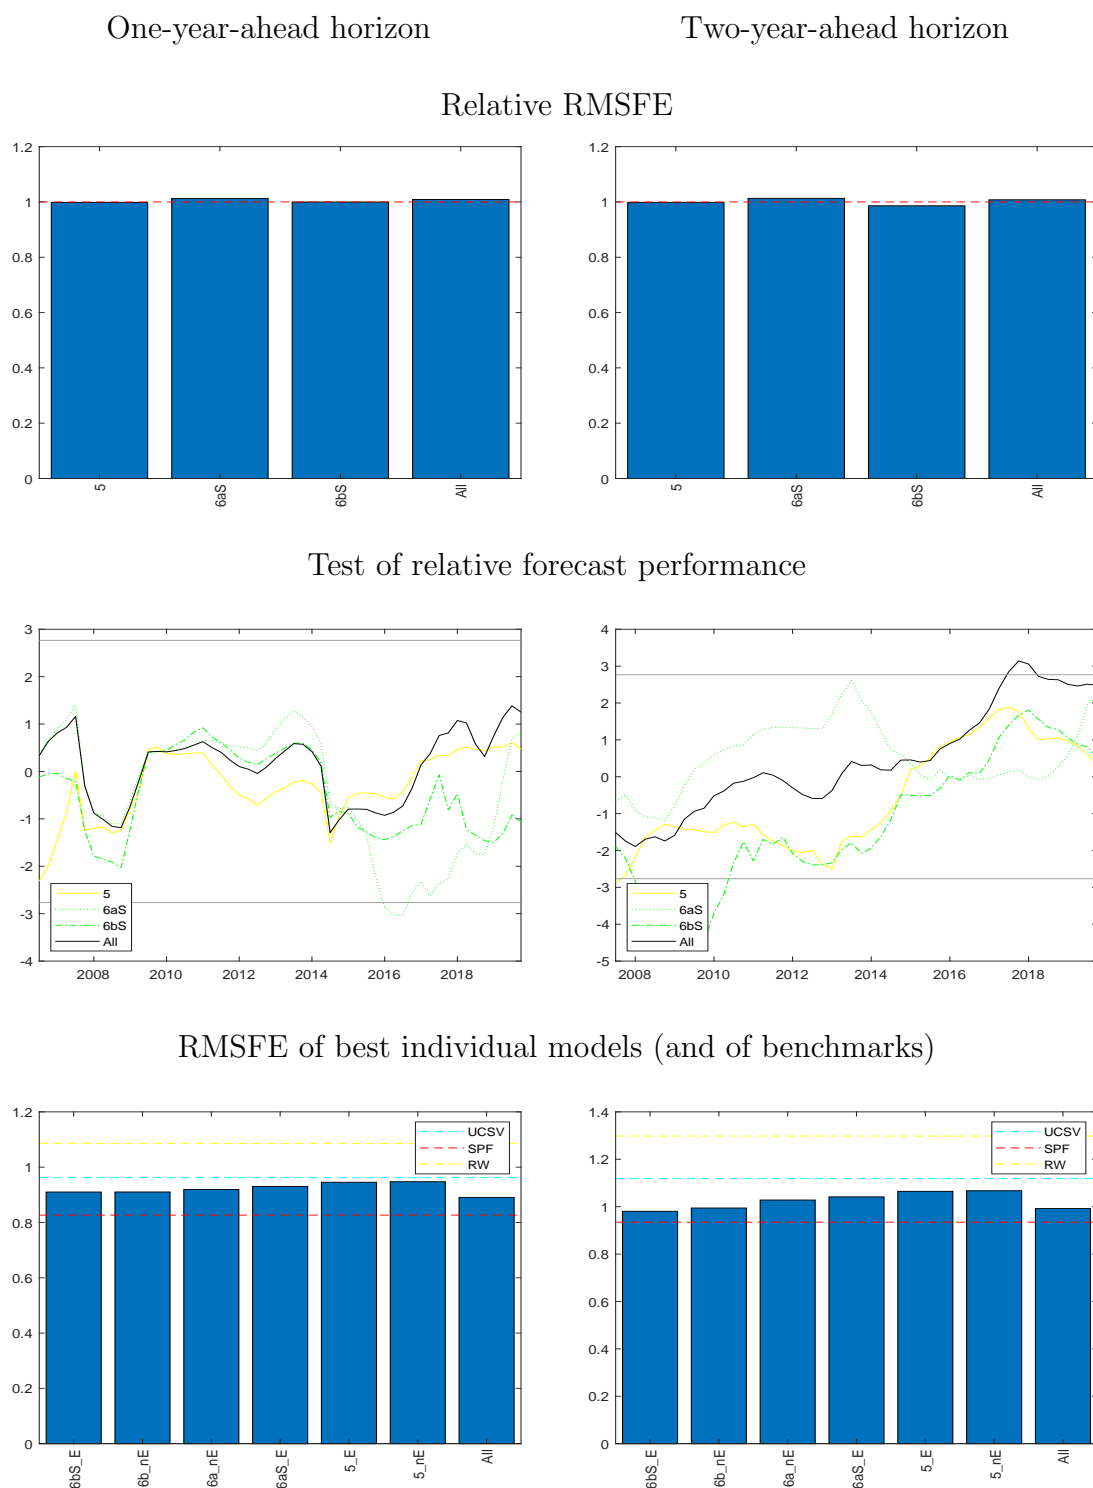 One-year-ahead horizon
Two-year-ahead horizon
Relative RMSFE
1.2
1
0.8
0.6
0.4
0.2
0
5
6aS
6bS
All
1.2
1
0.8
0.6
0.4
0.2
0
5
6aS
6bS
All
Test of relative forecast performance
3
2
1
0
-1
-2
-3
-4
5
6aS
6bS
All
2008 2010 2012 2014 2016 2018
4
3
2
1
0
-1
-2
-3
-4
-5
5
6aS
6bS
All
2008 2010 2012 2014 2016 2018
RMSFE of best individual models (and of benchmarks)
1.2
1
0.8
0.6
0.4
0.2
0
UCSV
SPF
RW
6bS_E
6b_nE
6a_nE
6aS_E
5_E
5_nE
All
1.4
1.2
1
0.8
0.6
0.4
0.2
0
UCSV
SPF
RW
6bS_E
6b_nE
6a_nE
6aS_E
5_E
5_nE
All